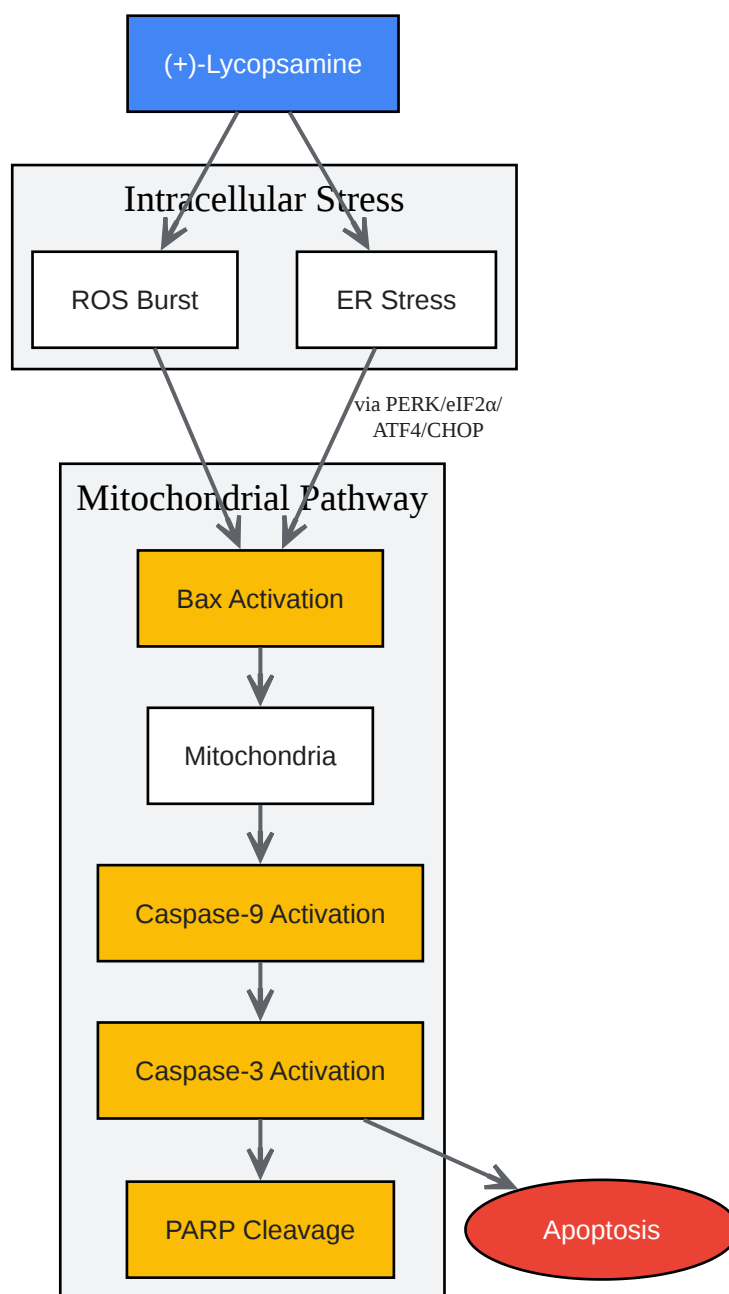 (+)-Lycopsamine
Intracellular Stress
ROS Burst
ER Stress
via PERK/eIF2α/
ATF4/CHOP
Mitochondrial Pathway
Bax Activation
Mitochondria
Caspase-9 Activation
Caspase-3 Activation
PARP Cleavage
Apoptosis